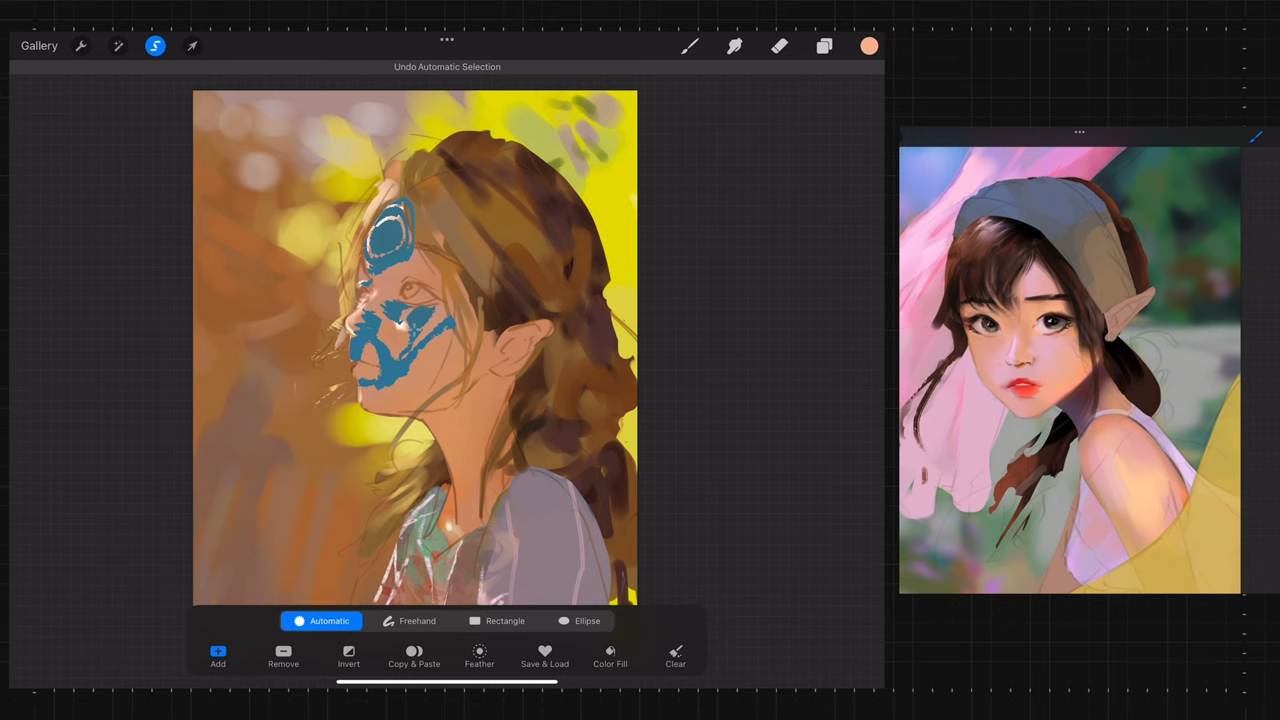 Gallery
Undo Automatic Selection
Automatic Freehand Rectangle Ellipse
Add Remove Invert Copy & Paste Feather Save & Load Color Fill Clear